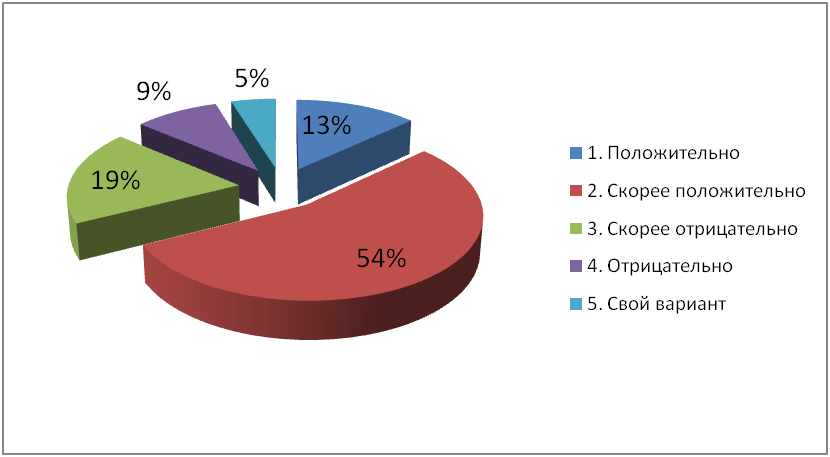 5%
9%
13%
19%
54%
1. Положительно
2. Скорее положительно
3. Скорее отрицательно
4. Отрицательно
5. Свой вариант